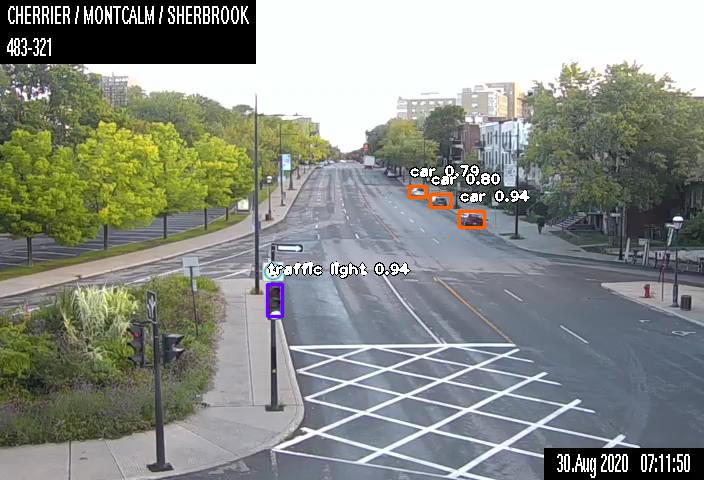 CHERRIER / MONTCALM / SHERBROOK
483-321
car 0.79
car 0.80
car 0.94
traffic light 0.94
30.Aug 2020 07:11:50